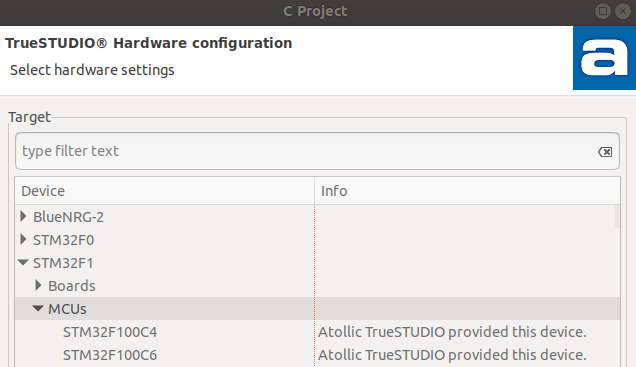 C Project
TrueSTUDIO® Hardware configuration
Select hardware settings
a
Target
type filter text
Device Info
BlueNRG-2
STM32F0
STM32F1
Boards
MCUs
STM32F100C4 Atollic TrueSTUDIO provided this device.
STM32F100C6 Atollic TrueSTUDIO provided this device.